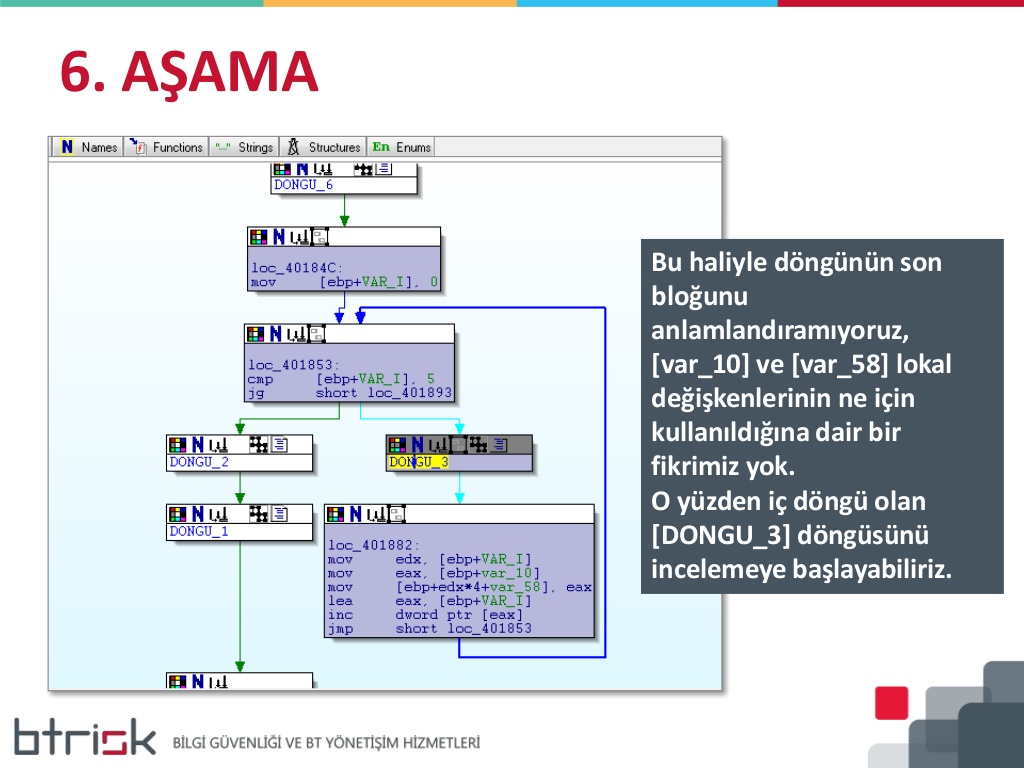 6. AŞAMA
Names Functions "..." Strings Structures En Enums
DONGU_6
loc_40184C:
mov [ebp+VAR_I], 0
loc_401853:
cmp [ebp+VAR_I], 5
jg short loc_401893
DONGU_2
DONGU_3
DONGU_1
loc_401882:
mov edx, [ebp+VAR_I]
mov eax, [ebp+var_10]
mov [ebp+edx*4+var_58], eax
lea eax, [ebp+VAR_I]
inc dword ptr [eax]
jmp short loc_401853
Bu haliyle döngünün son
bloğunu
anlamlandıramıyoruz,
[var_10] ve [var_58] lokal
değişkenlerinin ne için
kullanıldığına dair bir
fikrimiz yok.
O yüzden iç döngü olan
[DONGU_3] döngüsünü
incelemeye başlayabiliriz.
btrisk BİLGİ GÜVENLİĞİ VE BT YÖNETİŞİM HİZMETLERİ